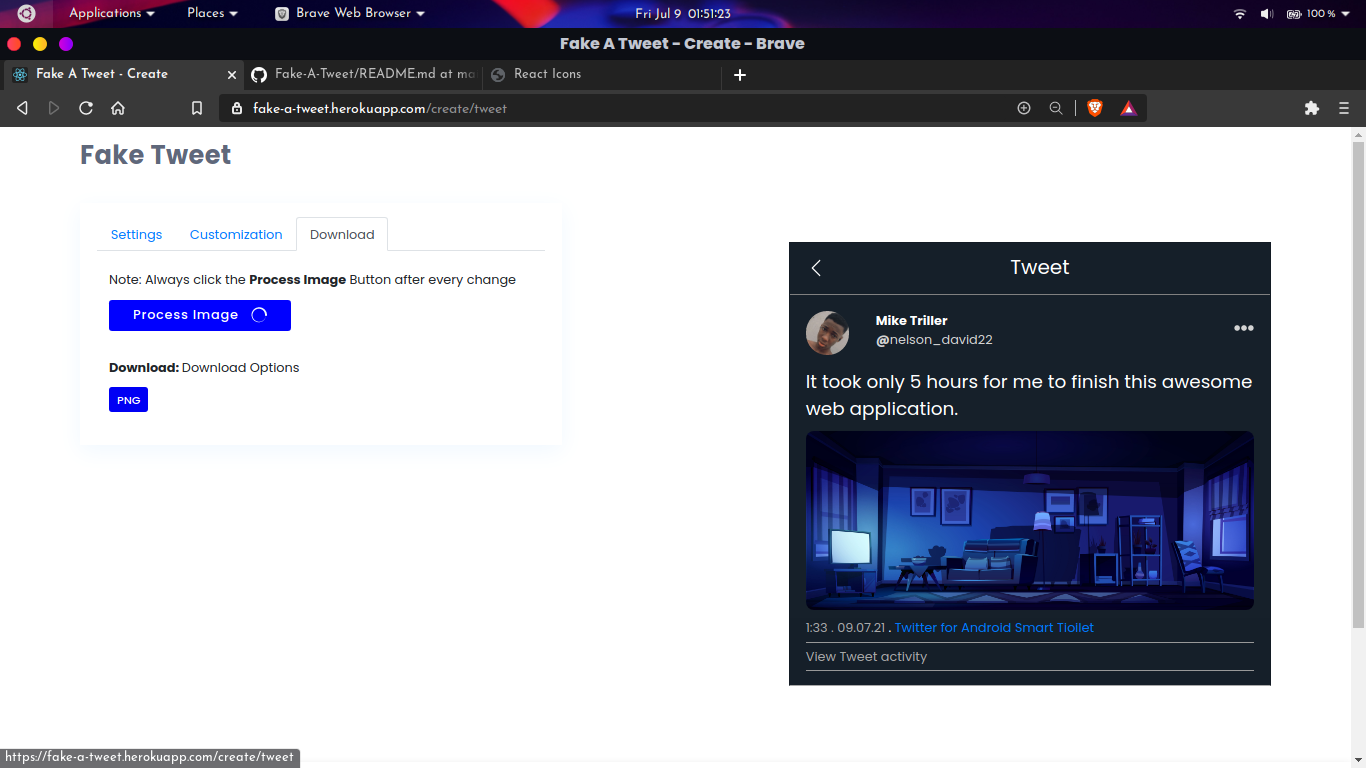 Applications
Places
Brave Web Browser
Fri Jul 9 01:51:23
100 %
Fake A Tweet - Create - Brave
Fake A Tweet - Create
Fake-A-Tweet/README.md at ma
React Icons
fake-a-tweet.herokuapp.com/create/tweet
Fake Tweet
Settings
Customization
Download
Note: Always click the Process Image Button after every change
Process Image
Download: Download Options
PNG
Tweet
Mike Triller
@nelson_david22
It took only 5 hours for me to finish this awesome
web application.
1:33 . 09.07.21 . Twitter for Android Smart Tioilet
View Tweet activity
https://fake-a-tweet.herokuapp.com/create/tweet